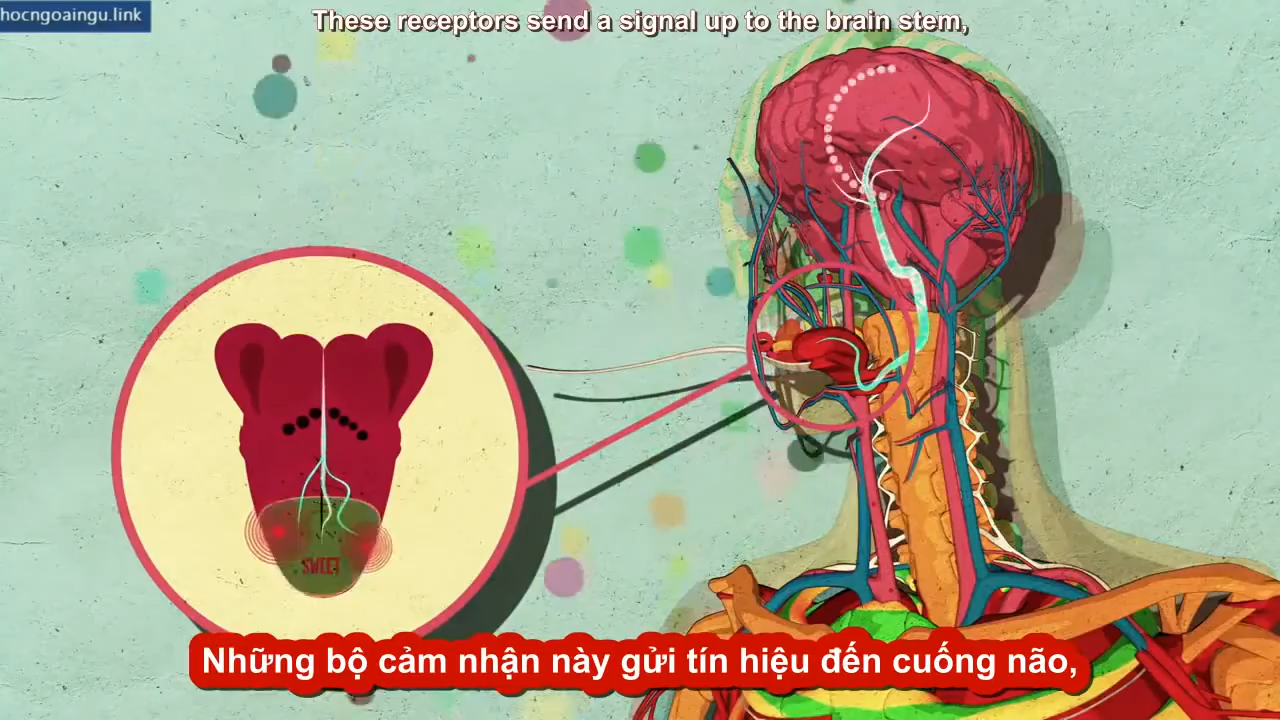 hocngoaingu.link
These receptors send a signal up to the brain stem,
SWEET
Những bộ cảm nhận này gửi tín hiệu đến cuống não,